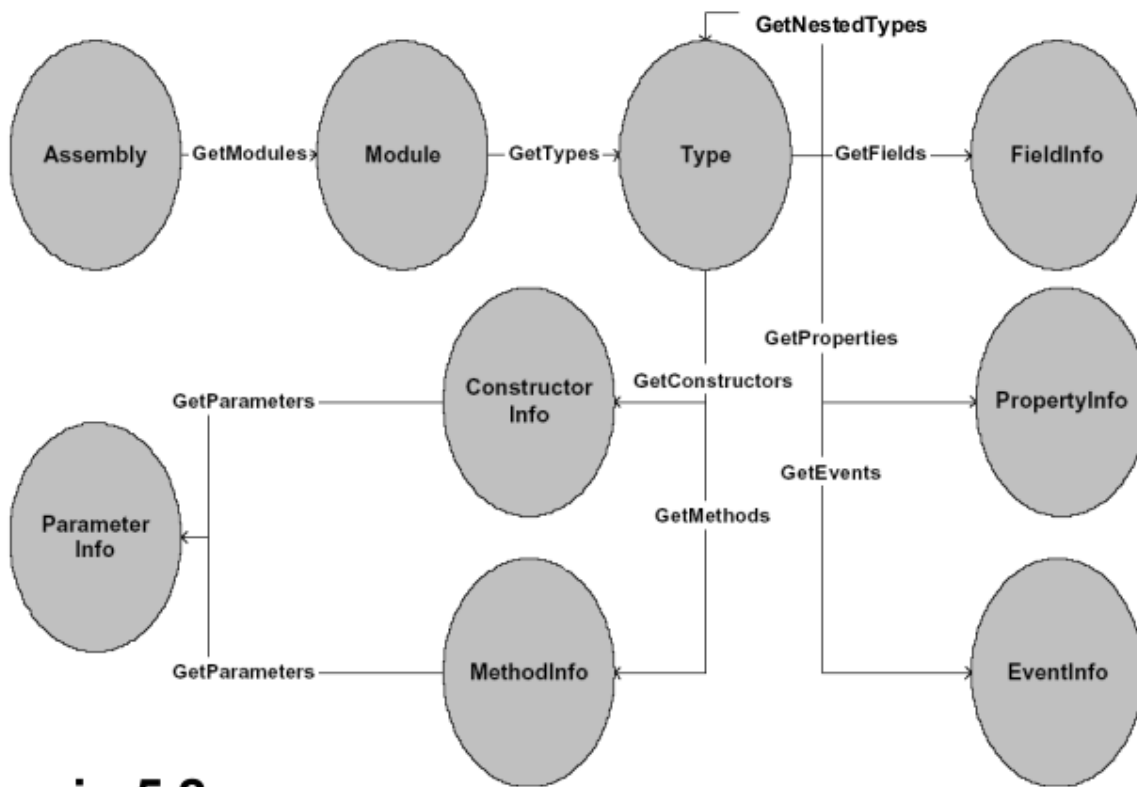 GetNestedTypes
Assembly
GetModules
Module
GetTypes
Type
GetFields
FieldInfo
GetProperties
GetConstructors
Constructor
Info
GetParameters
PropertyInfo
GetEvents
GetMethods
Parameter
Info
GetParameters
MethodInfo
EventInfo